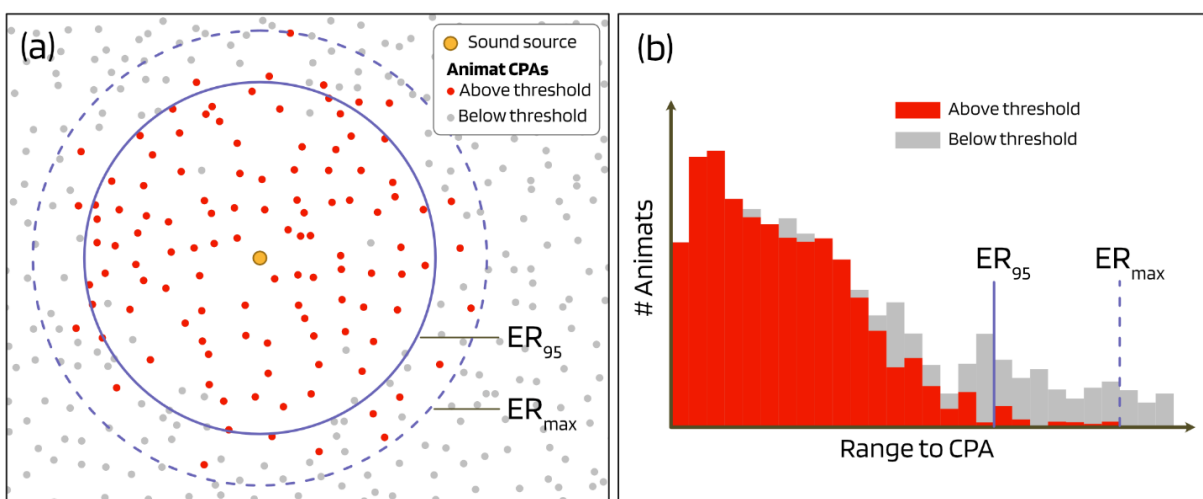 (a)
Sound source
Animat CPAs
Above threshold
Below threshold
ER95
ERmax
(b)
Above threshold
Below threshold
# Animats
ER95
ERmax
Range to CPA